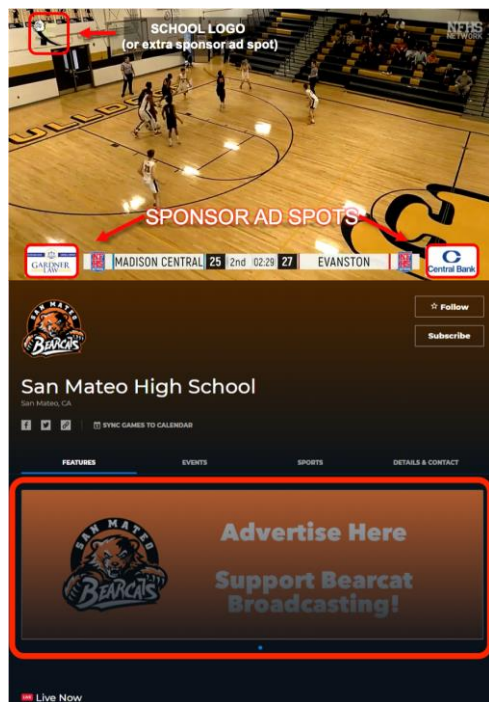 SCHOOL LOGO
(or extra sponsor ad spot)
NFHS
NETWORK
BULLDOGS
SPONSOR AD SPOTS
GARDNER
LAW
MADISON CENTRAL 25 2nd 02:29 27 EVANSTON
Central Bank
SAN MATEO
BEARCATS
☆ Follow
Subscribe
San Mateo High School
San Mateo, CA
SYNC GAMES TO CALENDAR
FEATURES EVENTS SPORTS DETAILS & CONTACT
SAN MATEO
BEARCATS
Advertise Here
Support Bearcat
Broadcasting!
LIVE Live Now